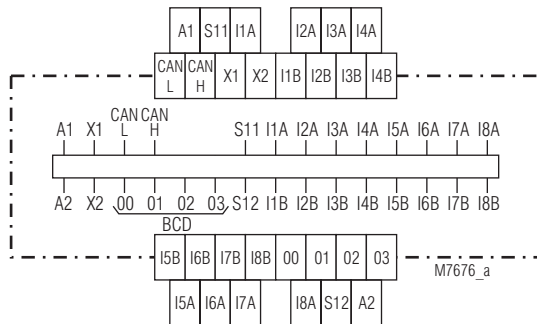 A1 S11 I1A I2A I3A I4A
CAN L CAN H X1 X2 I1B I2B I3B I4B
A1 X1 CAN L CAN H S11 I1A I2A I3A I4A I5A I6A I7A I8A
A2 X2 00 01 02 03 S12 I1B I2B I3B I4B I5B I6B I7B I8B
BCD
I5B I6B I7B I8B 00 01 02 03
M7676_a
I5A I6A I7A I8A S12 A2